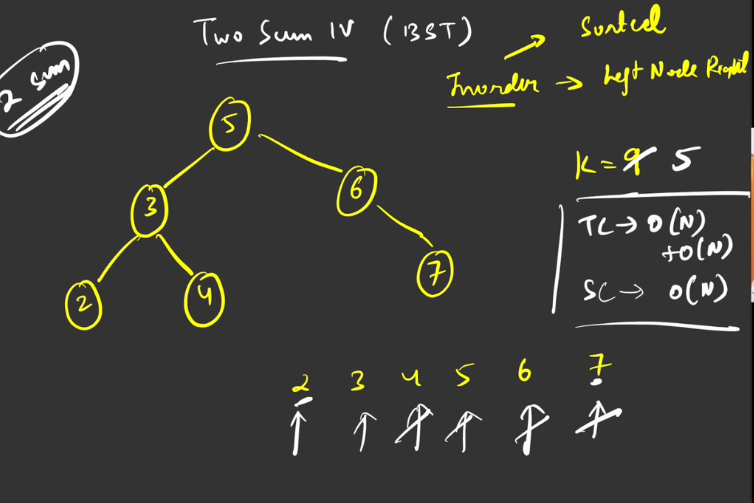 Two Sum IV (BST)
Sorted
2 sum
Inorder → Left Node Right
5
K = 9 5
3
6
TC → O(N)
+O(N)
7
2
4
SC → O(N)
2 3 4 5 6 7